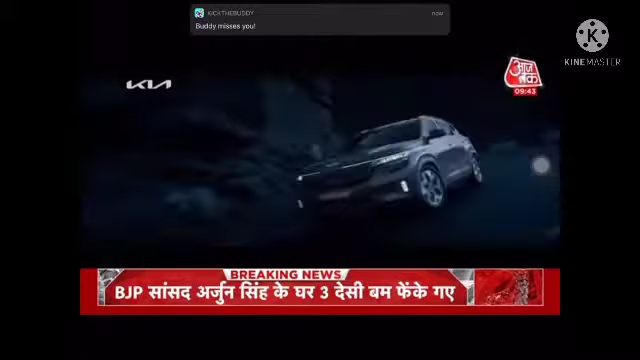 KICKTHEBUDDY
now
Buddy misses you!
KINEMASTER
KIA
आज तक
09:43
BREAKING NEWS
BJP सांसद अर्जुन सिंह के घर 3 देसी बम फेंके गए